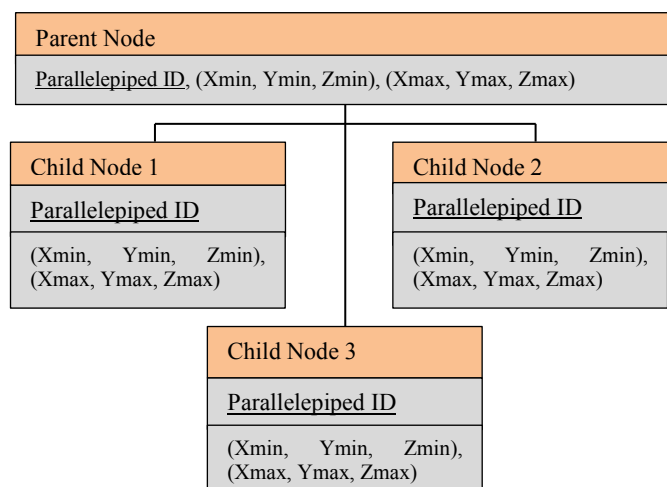 Parent Node
Parallelepiped ID, (Xmin, Ymin, Zmin), (Xmax, Ymax, Zmax)
Child Node 1
Parallelepiped ID
(Xmin, Ymin, Zmin),
(Xmax, Ymax, Zmax)
Child Node 2
Parallelepiped ID
(Xmin, Ymin, Zmin),
(Xmax, Ymax, Zmax)
Child Node 3
Parallelepiped ID
(Xmin, Ymin, Zmin),
(Xmax, Ymax, Zmax)